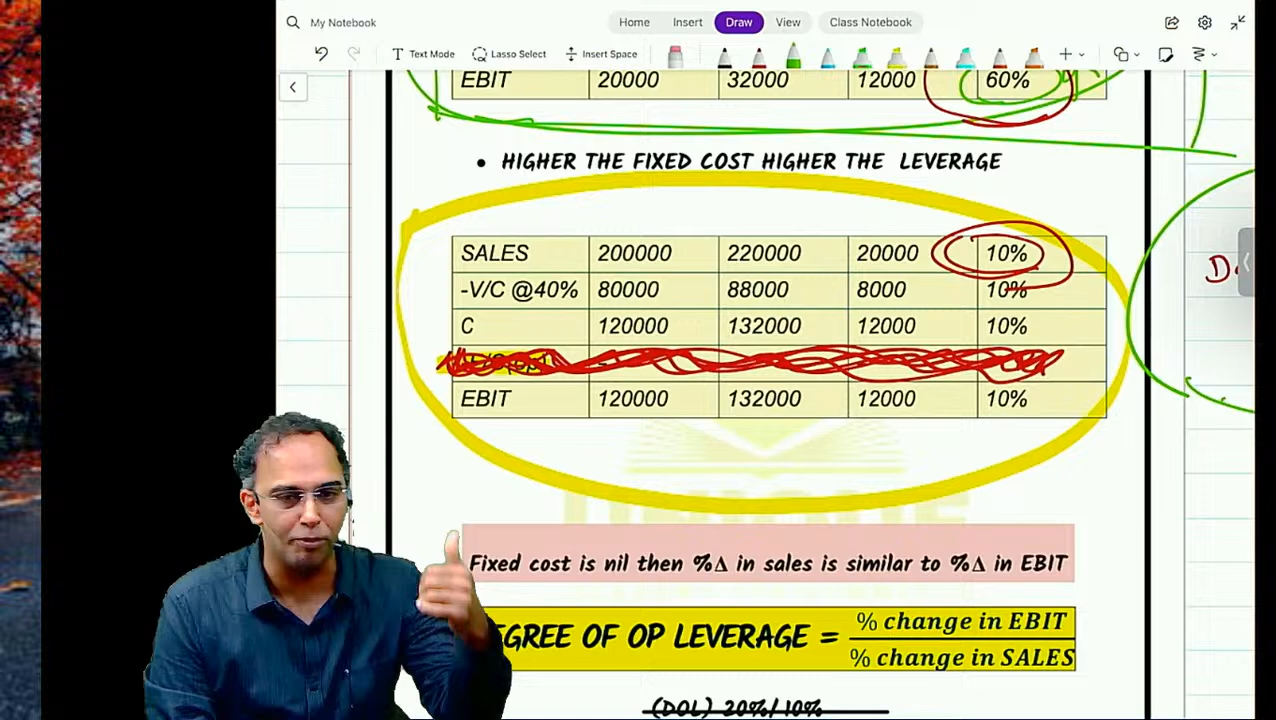 My Notebook
Home Insert Draw View Class Notebook
Text Mode Lasso Select Insert Space
EBIT 20000 32000 12000 60%
• HIGHER THE FIXED COST HIGHER THE LEVERAGE
SALES 200000 220000 20000 10%
-V/C @40% 80000 88000 8000 10%
C 120000 132000 12000 10%
EBIT 120000 132000 12000 10%
Fixed cost is nil then %Δ in sales is similar to %Δ in EBIT
EGREE OF OP LEVERAGE = % change in EBIT
% change in SALES
(DOL) 20%/10%